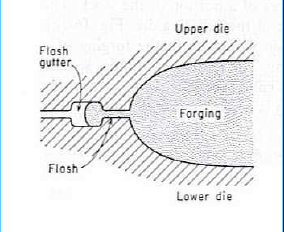 Upper die
Flash
gutter
Forging
Flash
Lower die